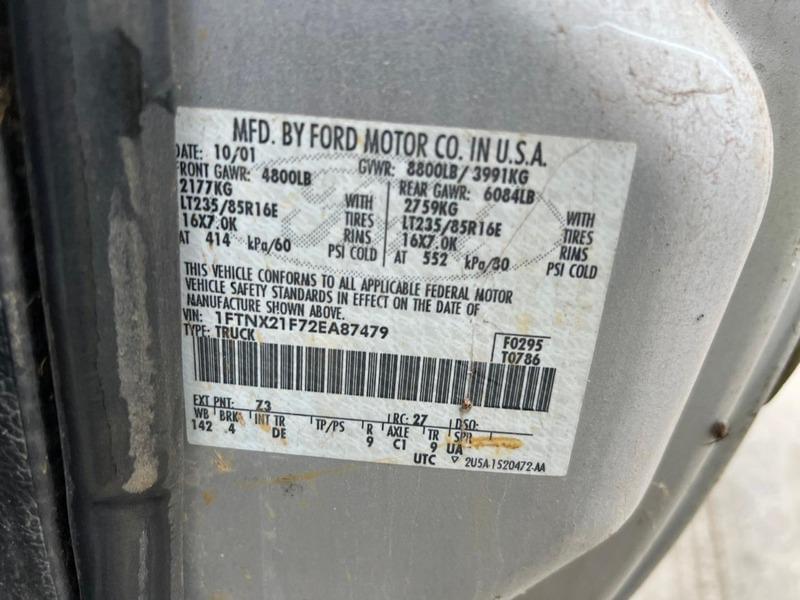 MFD. BY FORD MOTOR CO. IN U.S.A.
DATE: 10/01 GVWR: 8800LB/ 3991KG
FRONT GAWR: 4800LB REAR GAWR: 6084LB
2177KG WITH 2759KG WITH
LT235/85R16E TIRES LT235/85R16E TIRES
16X7.0K RIMS 16X7.0K RIMS
AT 414 kPa/60 PSI COLD AT 552 kPa/80 PSI COLD
THIS VEHICLE CONFORMS TO ALL APPLICABLE FEDERAL MOTOR
VEHICLE SAFETY STANDARDS IN EFFECT ON THE DATE OF
MANUFACTURE SHOWN ABOVE.
VIN: 1FTNX21F72EA87479
TYPE: TRUCK
F0295
T0786
EXT PNT: Z3 RC: 27 DSO:
WB BRK INT TR TP/PS R AXLE TR SPR
142 4 DE 9 C1 9 UA
UTC ▽ 2U5A-1520472-AA